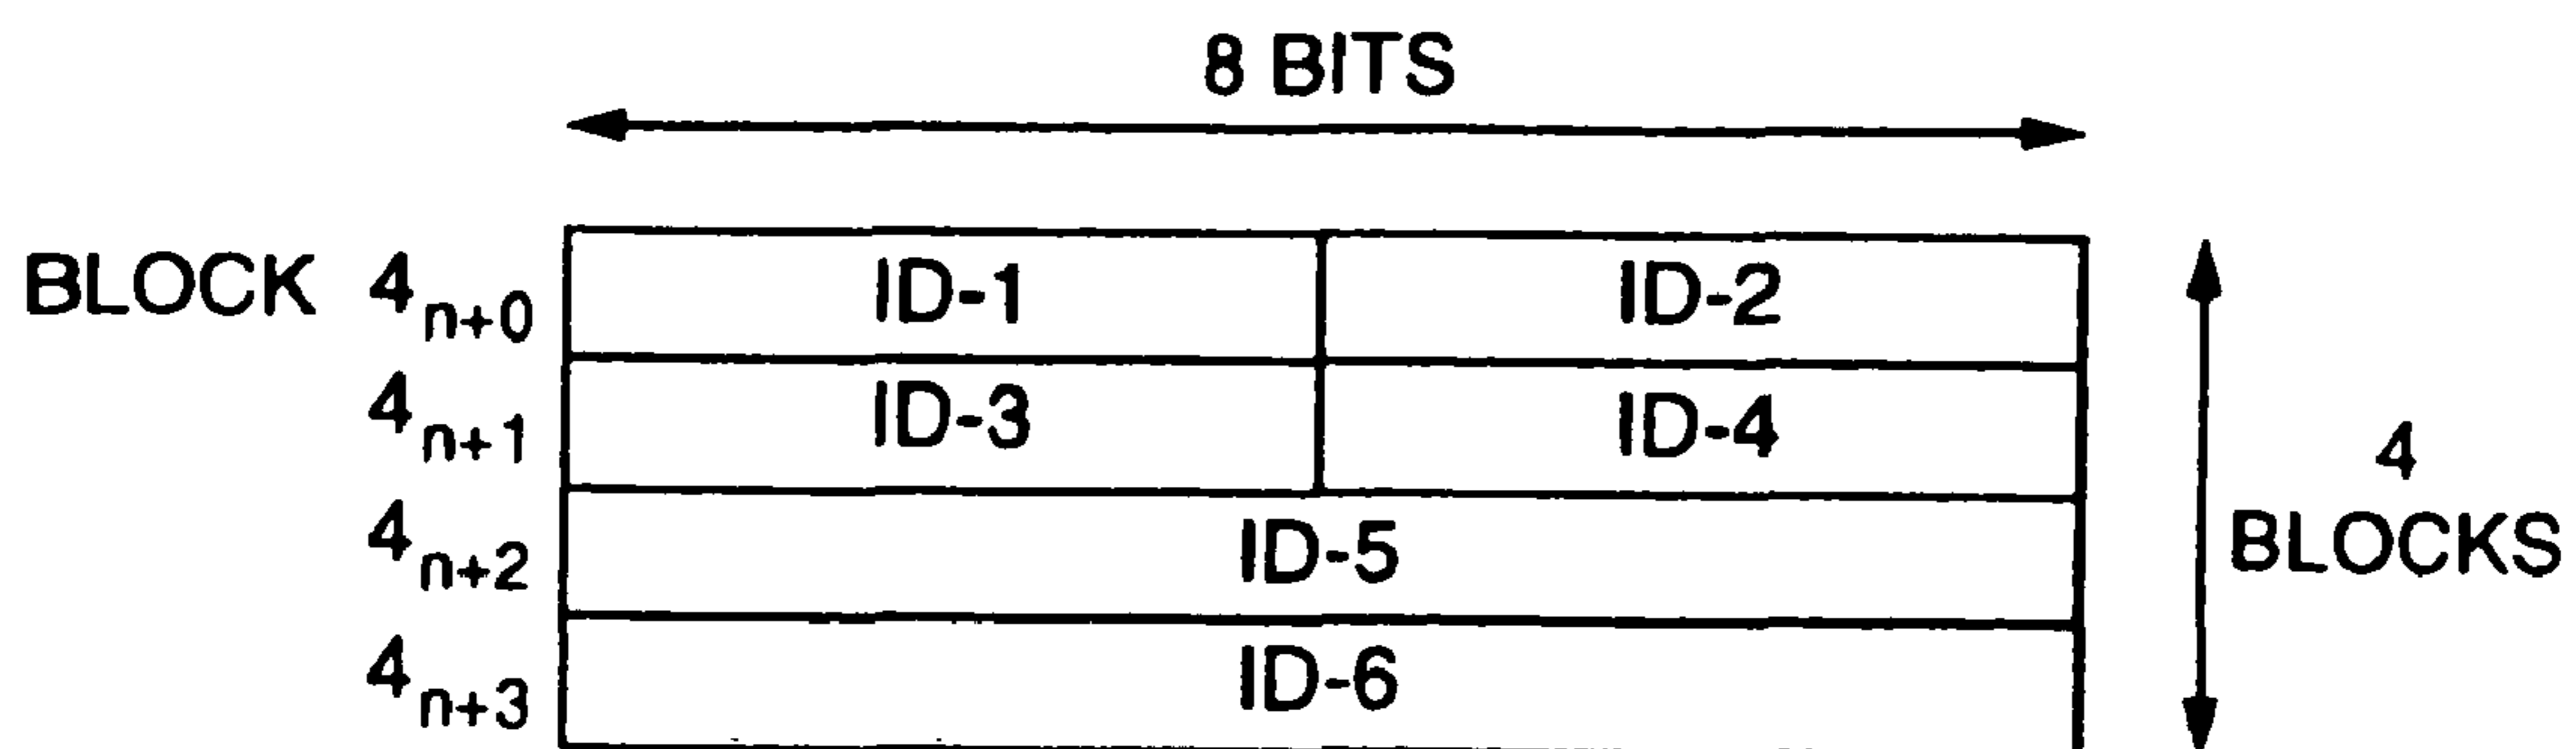 8 BITS
BLOCK 4n+0 ID-1 ID-2
4n+1 ID-3 ID-4
4n+2 ID-5
4n+3 ID-6
4
BLOCKS